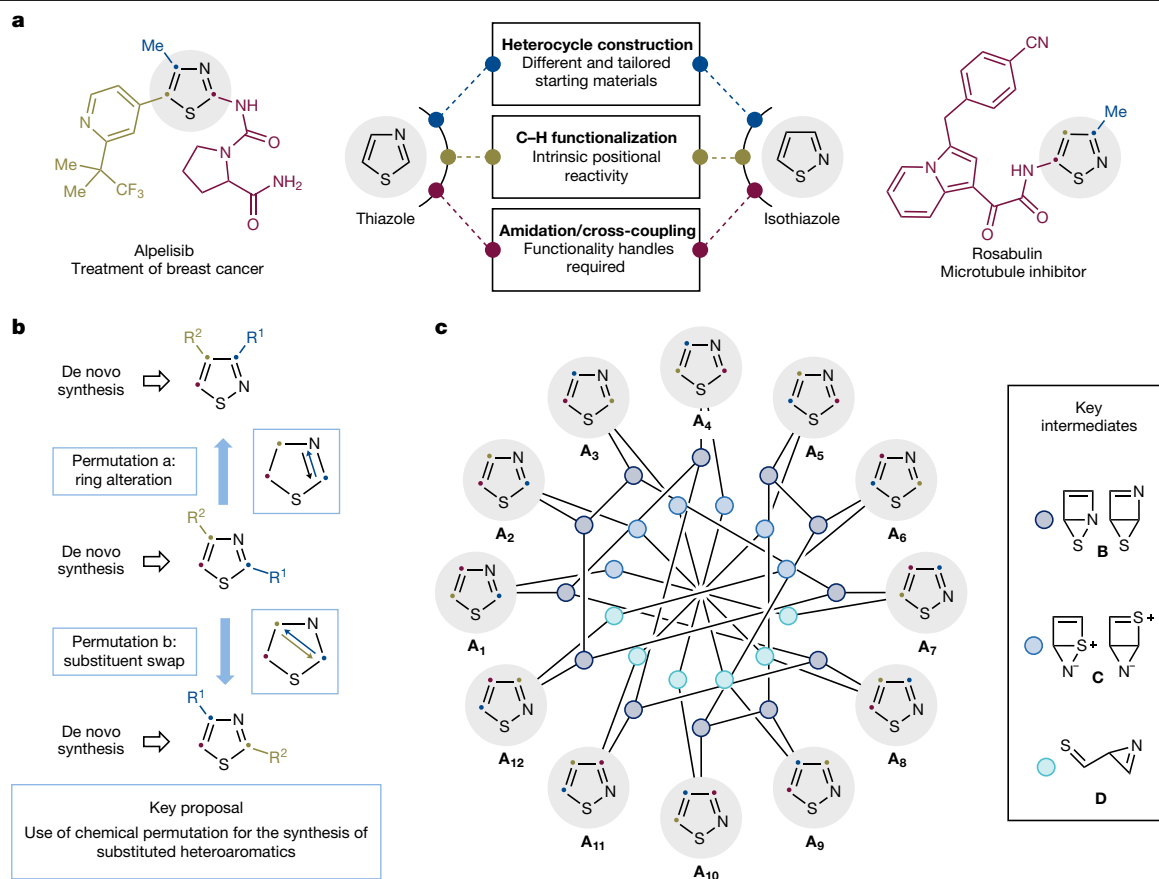 a
Me
N
S
NH
N
O
N
Me
Me
CF3
NH2
O
Alpelisib
Treatment of breast cancer
Heterocycle construction
Different and tailored
starting materials
C–H functionalization
Intrinsic positional
reactivity
Amidation/cross-coupling
Functionality handles
required
N
S
Thiazole
N
S
Isothiazole
CN
Me
N
HN
S
N
O
O
Rosabulin
Microtubule inhibitor
b
De novo
synthesis
R2
R1
N
S
Permutation a:
ring alteration
N
S
De novo
synthesis
R2
N
S
R1
Permutation b:
substituent swap
N
S
De novo
synthesis
R1
N
S
R2
Key proposal
Use of chemical permutation for the synthesis of
substituted heteroaromatics
c
N
S
A1
N
S
A2
N
S
A3
N
S
A4
N
S
A5
N
S
A6
N
S
A7
N
S
A8
N
S
A9
N
S
A10
N
S
A11
N
S
A12
Key
intermediates
N
S
N
S
B
S+
N−
S+
N−
C
S
N
D